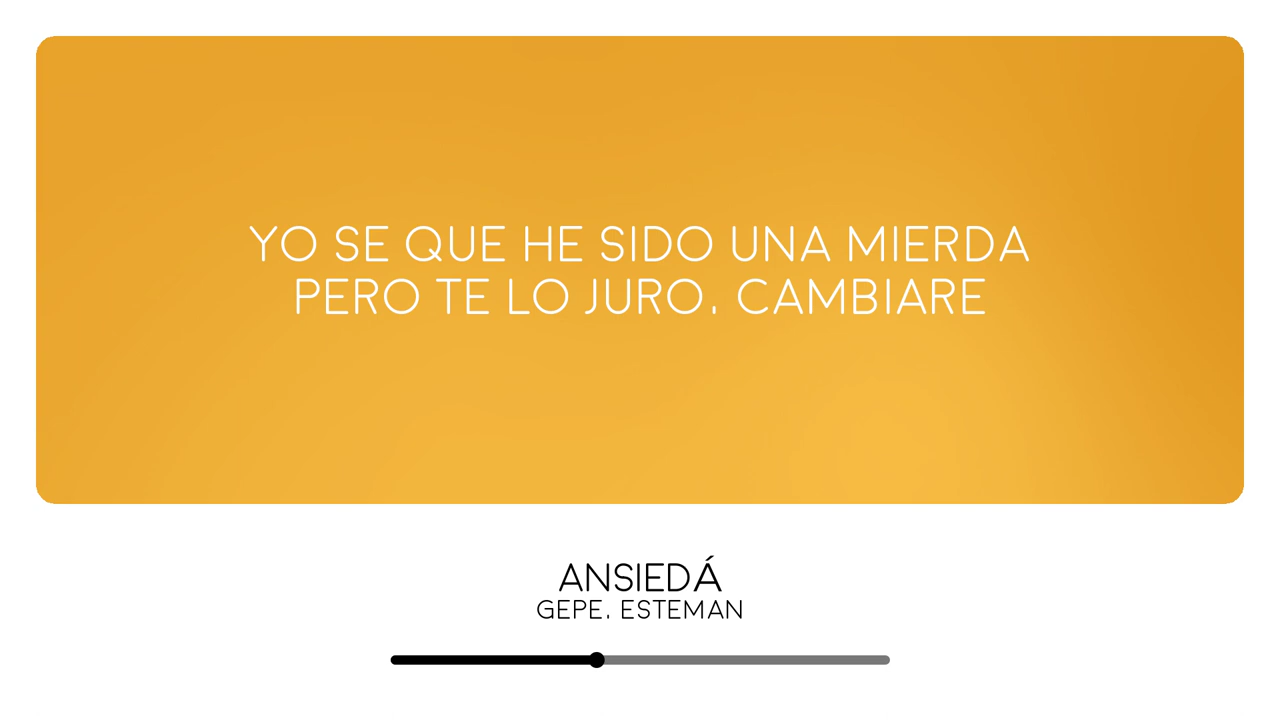 YO SE QUE HE SIDO UNA MIERDA
PERO TE LO JURO, CAMBIARE
ANSIEDÁ
GEPE, ESTEMAN